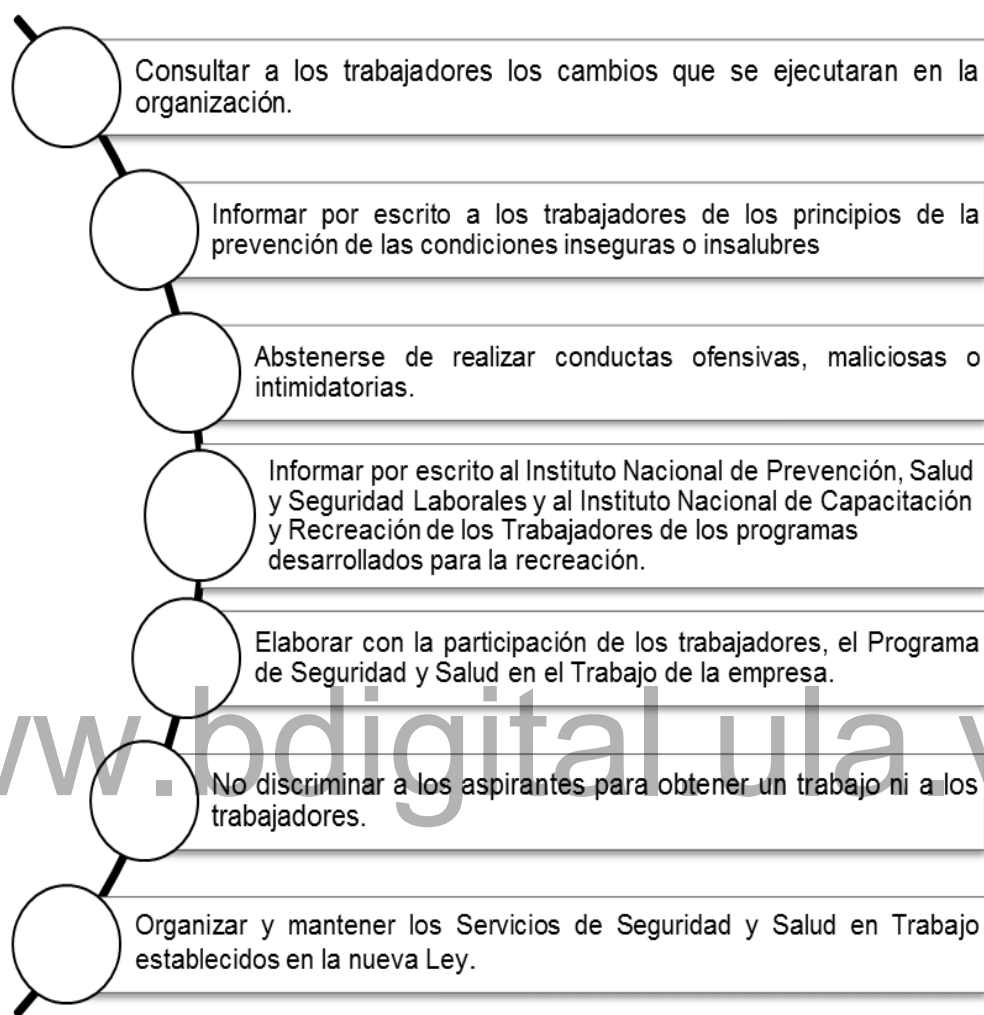 Consultar a los trabajadores los cambios que se ejecutaran en la
organización.
Informar por escrito a los trabajadores de los principios de la
prevención de las condiciones inseguras o insalubres
Abstenerse de realizar conductas ofensivas, maliciosas o
intimidatorias.
Informar por escrito al Instituto Nacional de Prevención, Salud
y Seguridad Laborales y al Instituto Nacional de Capacitación
y Recreación de los Trabajadores de los programas
desarrollados para la recreación.
Elaborar con la participación de los trabajadores, el Programa
de Seguridad y Salud en el Trabajo de la empresa.
No discriminar a los aspirantes para obtener un trabajo ni a los
trabajadores.
Organizar y mantener los Servicios de Seguridad y Salud en Trabajo
establecidos en la nueva Ley.
vw.bdigital.ula.v